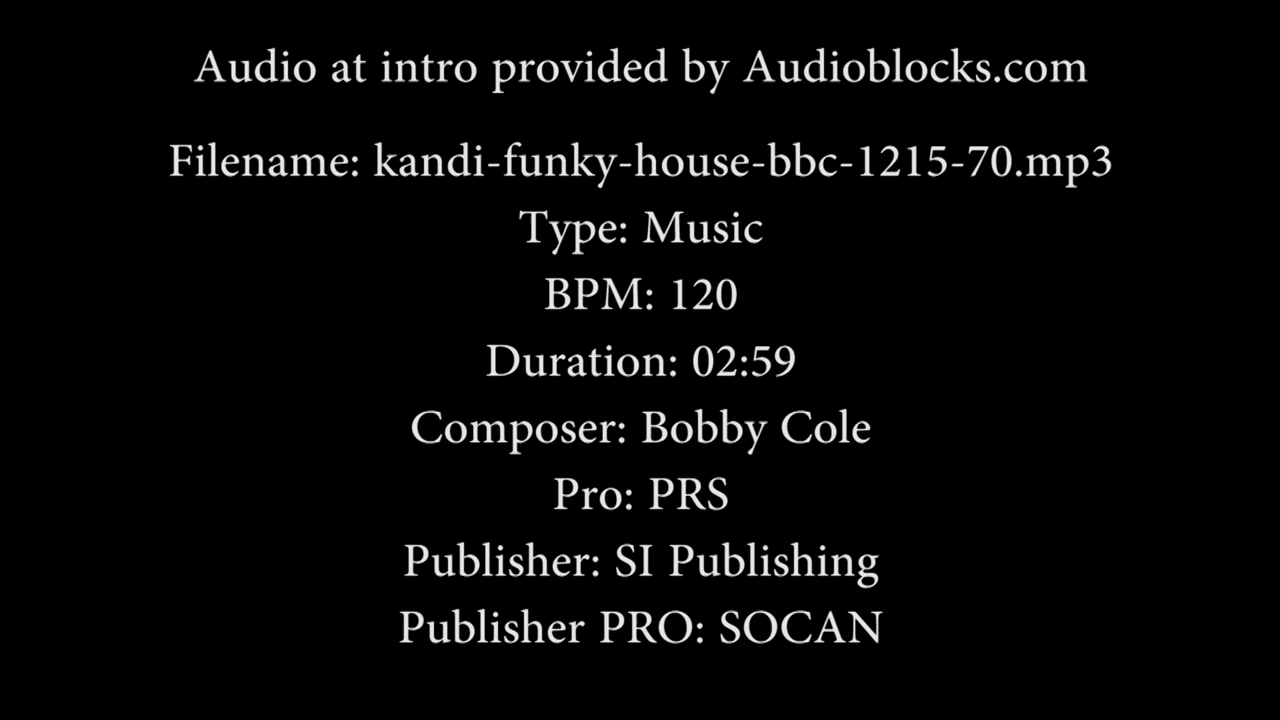 Audio at intro provided by Audioblocks.com
Filename: kandi-funky-house-bbc-1215-70.mp3
Type: Music
BPM: 120
Duration: 02:59
Composer: Bobby Cole
Pro: PRS
Publisher: SI Publishing
Publisher PRO: SOCAN